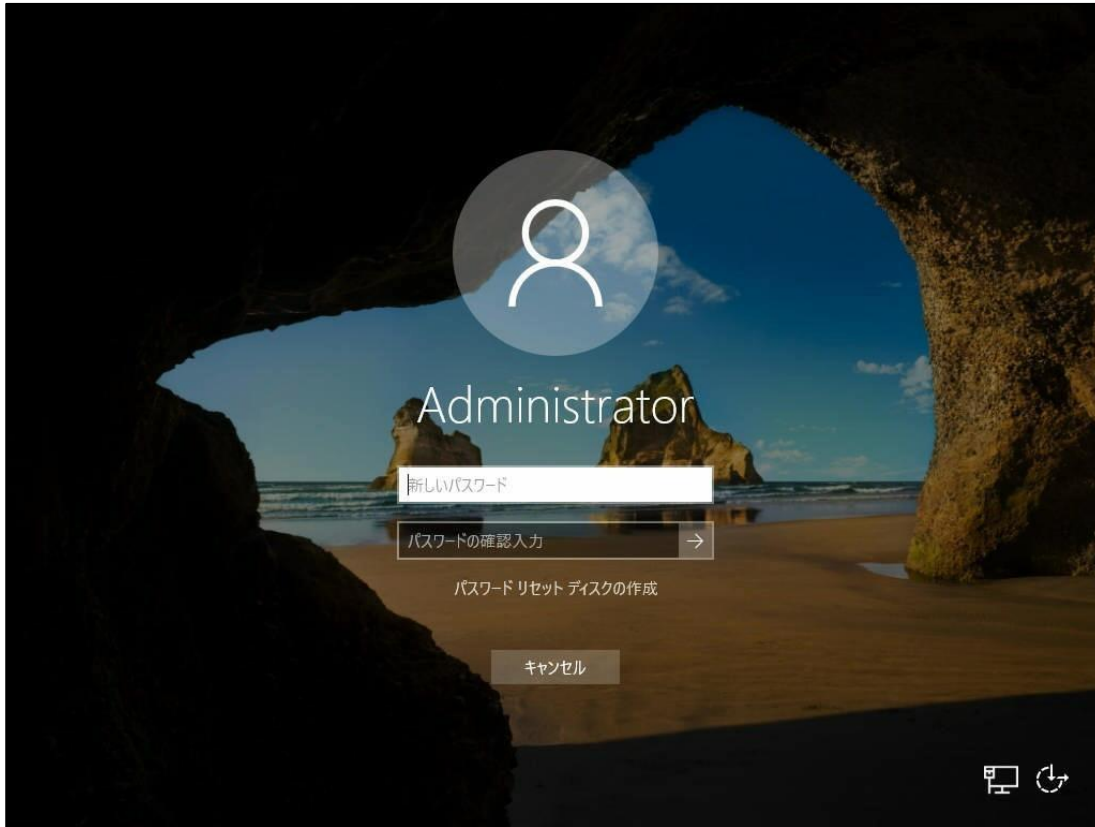 Administrator
新しいパスワード
パスワードの確認入力
パスワード リセット ディスクの作成
キャンセル